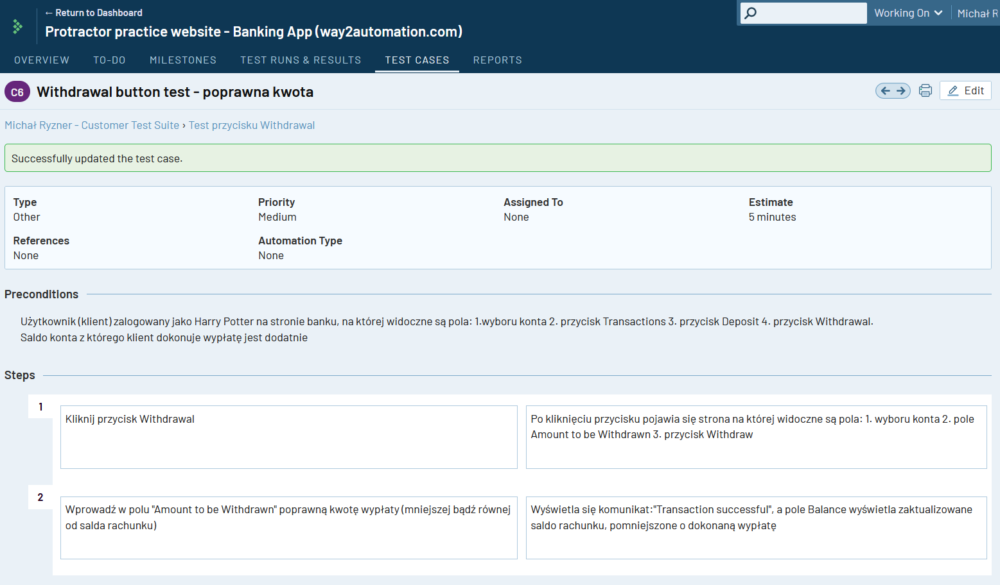 ← Return to Dashboard
Working On
Michał R
Protractor practice website - Banking App (way2automation.com)
OVERVIEW TO-DO MILESTONES TEST RUNS & RESULTS TEST CASES REPORTS
C6 Withdrawal button test - poprawna kwota
Edit
Michał Ryzner - Customer Test Suite › Test przycisku Withdrawal
Successfully updated the test case.
Type Priority Assigned To Estimate
Other Medium None 5 minutes
References Automation Type
None None
Preconditions
Użytkownik (klient) zalogowany jako Harry Potter na stronie banku, na której widoczne są pola: 1.wyboru konta 2. przycisk Transactions 3. przycisk Deposit 4. przycisk Withdrawal.
Saldo konta z którego klient dokonuje wypłatę jest dodatnie
Steps
1
Kliknij przycisk Withdrawal
Po kliknięciu przycisku pojawia się strona na której widoczne są pola: 1. wyboru konta 2. pole
Amount to be Withdrawn 3. przycisk Withdraw
2
Wprowadź w polu "Amount to be Withdrawn" poprawną kwotę wypłaty (mniejszej bądź równej
od salda rachunku)
Wyświetla się komunikat:"Transaction successful", a pole Balance wyświetla zaktualizowane
saldo rachunku, pomniejszone o dokonaną wypłatę